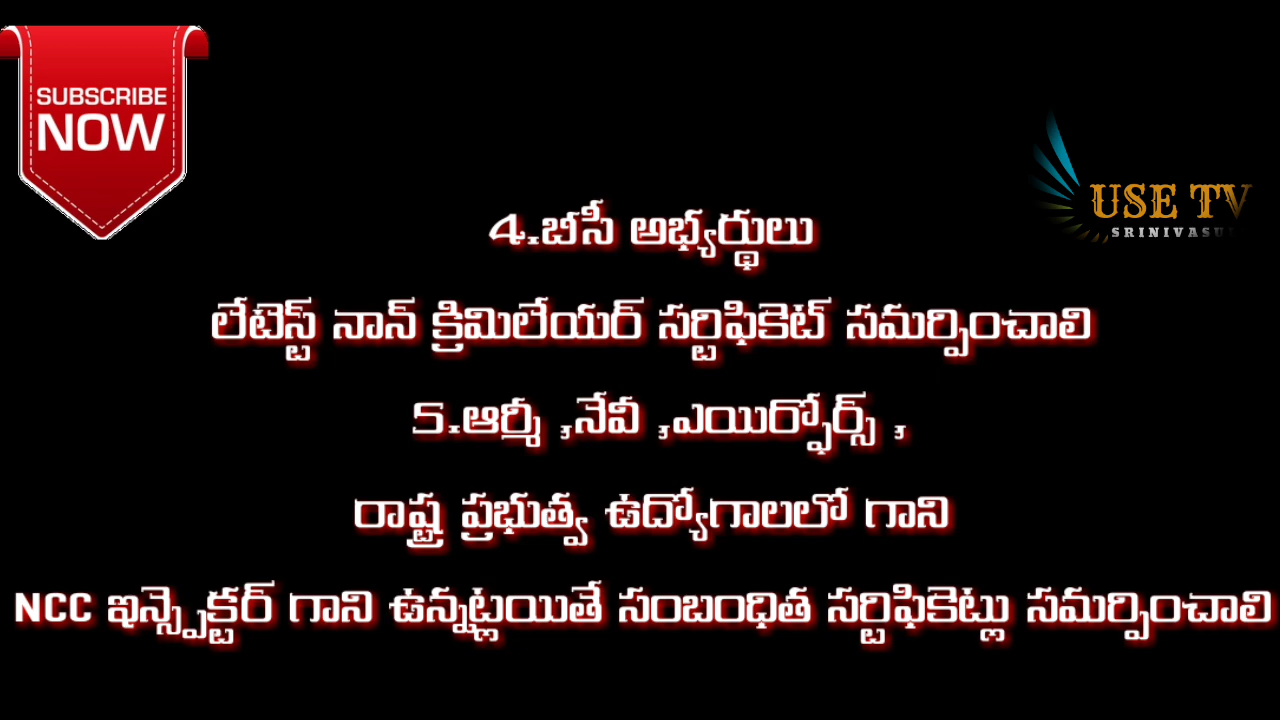 SUBSCRIBE
NOW
USE TV
4.బీసీ అభ్యర్థులు
లేటెస్ట్ నాన్ క్రిమిలేయర్ సర్టిఫికెట్ సమర్పించాలి
5.ఆర్మీ ,నేవీ ,ఎయిర్ఫోర్స్ ,
రాష్ట్ర ప్రభుత్వ ఉద్యోగాలలో గాని
NCC ఇన్స్పెక్టర్ గాని ఉన్నట్లయితే సంబంధిత సర్టిఫికెట్లు సమర్పించాలి